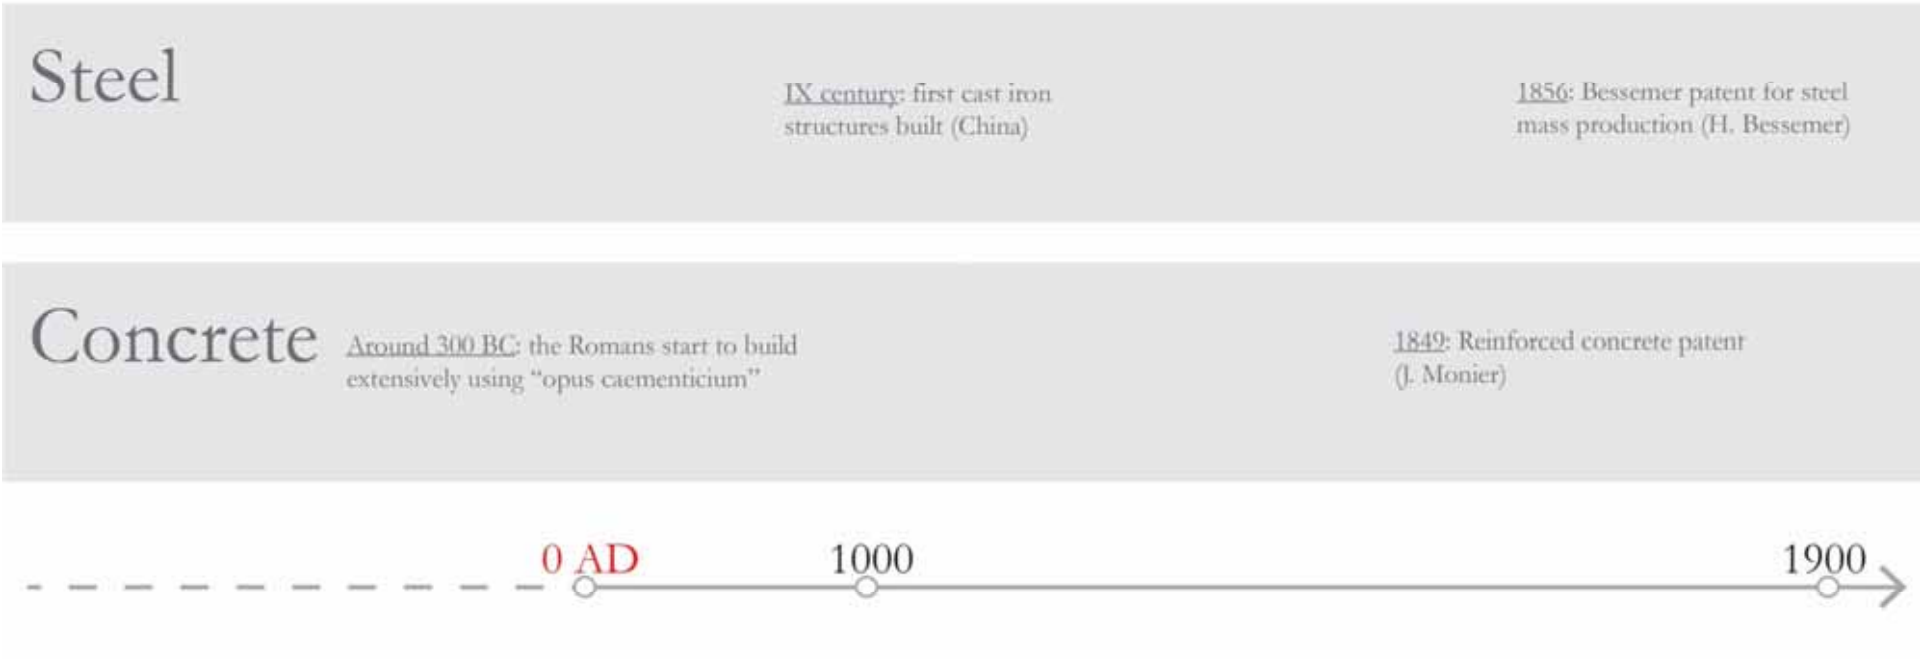 Steel
IX century: first cast iron
structures built (China)
1856: Bessemer patent for steel
mass production (H. Bessemer)
Concrete
Around 300 BC: the Romans start to build
extensively using “opus caementicium”
1849: Reinforced concrete patent
(J. Monier)
0 AD
1000
1900